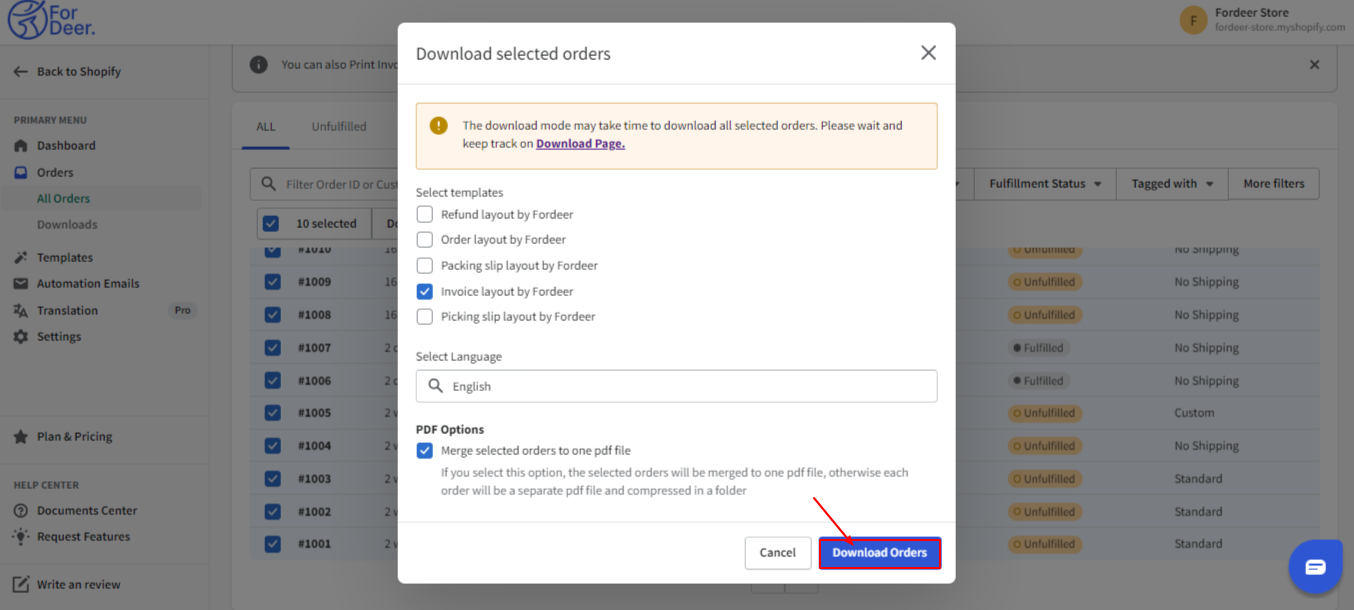 For
Deer.
F
Fordeer Store
fordeer-store.myshopify.com
Back to Shopify
PRIMARY MENU
Dashboard
Orders
All Orders
Downloads
Templates
Automation Emails
Translation
Pro
Settings
Plan & Pricing
HELP CENTER
Documents Center
Request Features
Write an review
You can also Print
ALL
Unfulfilled
Filter Order ID or
Fulfillment Status
Tagged with
More filters
10 selected
#1010
Unfulfilled
No Shipping
#1009
16
Unfulfilled
No Shipping
#1008
16
Unfulfilled
No Shipping
#1007
2
Fulfilled
No Shipping
#1006
2
Fulfilled
No Shipping
#1005
2
Unfulfilled
Custom
#1004
2
Unfulfilled
No Shipping
#1003
2
Unfulfilled
Standard
#1002
2
Unfulfilled
Standard
#1001
2
Unfulfilled
Standard
Download selected orders
The download mode may take time to download all selected orders. Please wait and
keep track on Download Page.
Select templates
Refund layout by Fordeer
Order layout by Fordeer
Packing slip layout by Fordeer
Invoice layout by Fordeer
Picking slip layout by Fordeer
Select Language
English
PDF Options
Merge selected orders to one pdf file
If you select this option, the selected orders will be merged to one pdf file, otherwise each
order will be a separate pdf file and compressed in a folder
Cancel
Download Orders